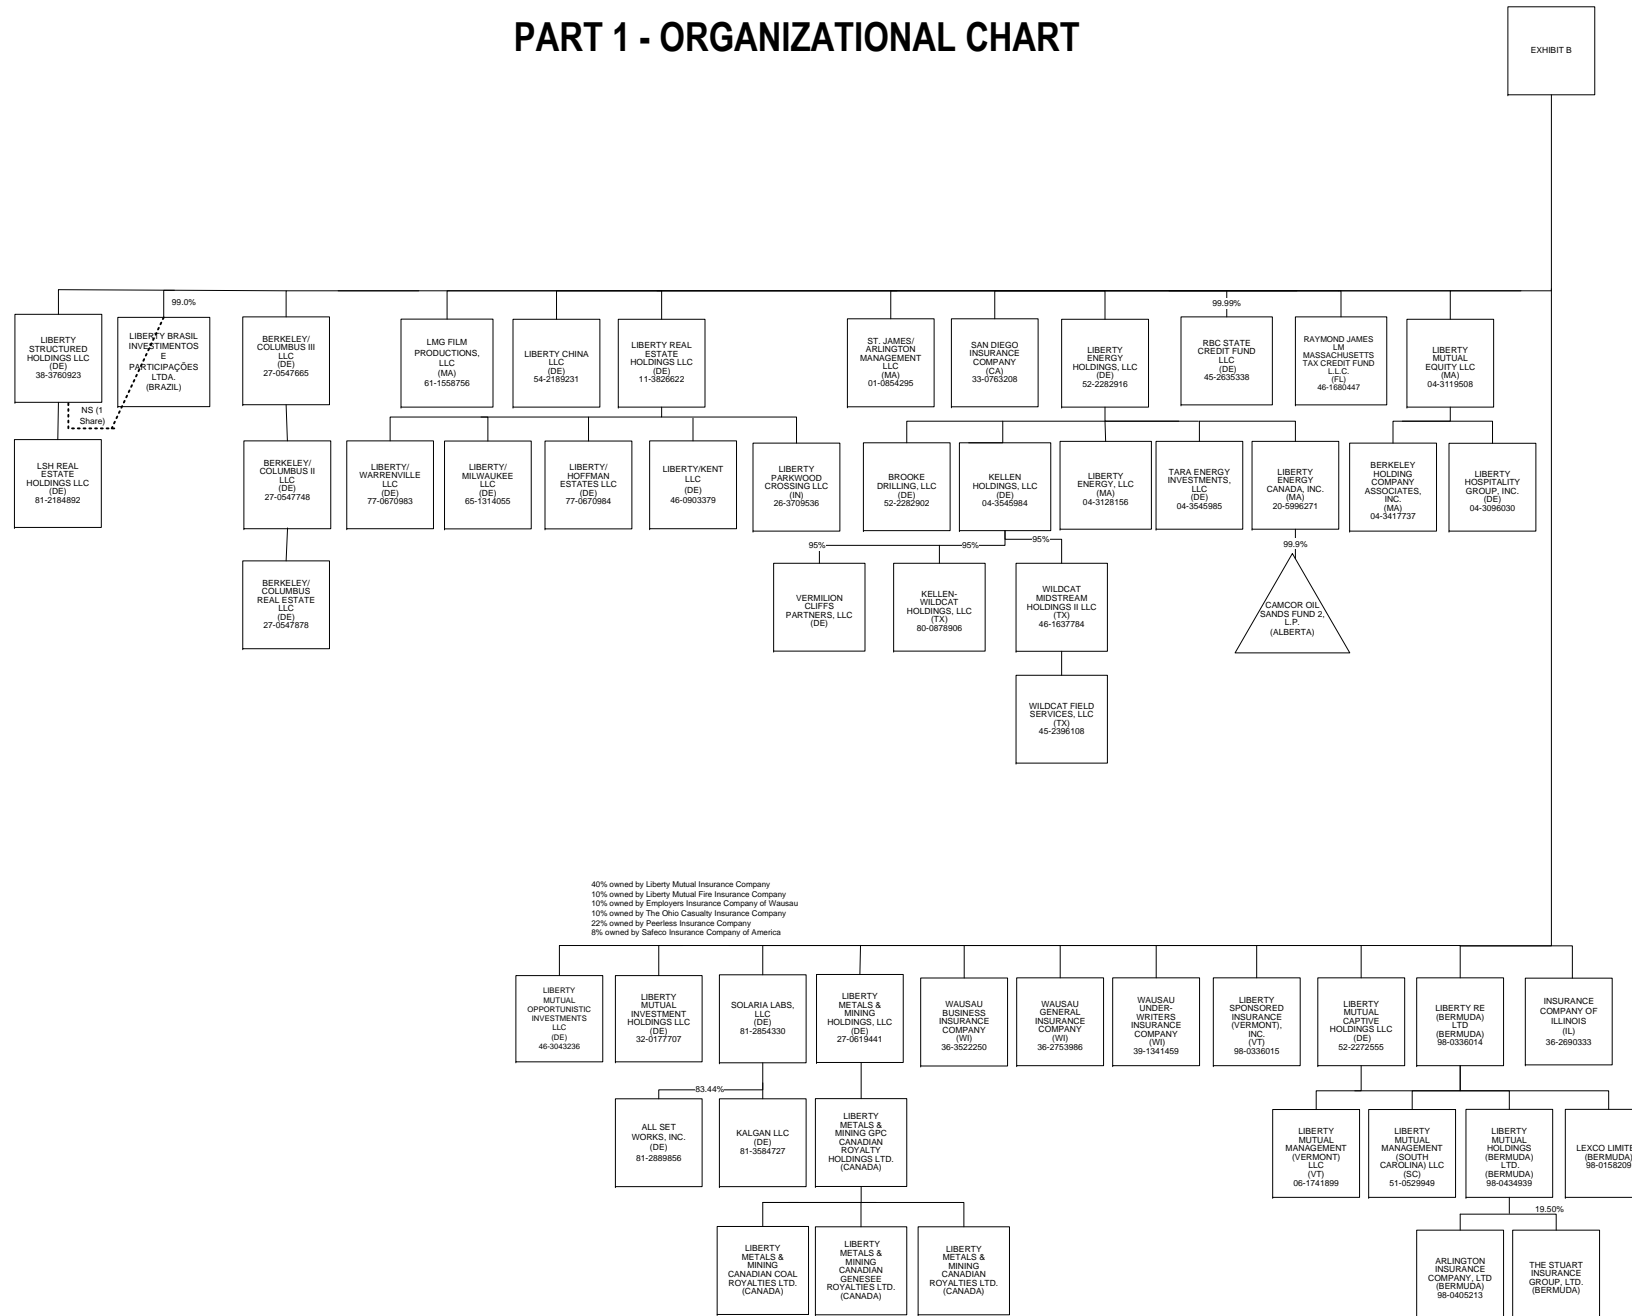 PART 1 - ORGANIZATIONAL CHART
EXHIBIT B
99.0%
99.99%
LIBERTY
STRUCTURED
HOLDINGS LLC
(DE)
38-3760923
LIBERTY BRASIL
INVESTIMENTOS
E
PARTICIPAÇÕES
LTDA.
(BRAZIL)
BERKELEY/
COLUMBUS III
LLC
(DE)
27-0547665
LMG FILM
PRODUCTIONS,
LLC
(MA)
61-1558756
LIBERTY CHINA
LLC
(DE)
54-2189231
LIBERTY REAL
ESTATE
HOLDINGS LLC
(DE)
11-3826622
ST. JAMES/
ARLINGTON
MANAGEMENT
LLC
(MA)
01-0854295
SAN DIEGO
INSURANCE
COMPANY
(CA)
33-0763208
LIBERTY
ENERGY
HOLDINGS, LLC
(DE)
52-2282916
RBC STATE
CREDIT FUND
LLC
(DE)
45-2635338
RAYMOND JAMES
LM
MASSACHUSETTS
TAX CREDIT FUND
L.L.C.
(FL)
46-1680447
LIBERTY
MUTUAL
EQUITY LLC
(MA)
04-3119508
NS (1
Share)
LSH REAL
ESTATE
HOLDINGS LLC
(DE)
81-2184892
BERKELEY/
COLUMBUS II
LLC
(DE)
27-0547748
LIBERTY/
WARRENVILLE
LLC
(DE)
77-0670983
LIBERTY/
MILWAUKEE
LLC
(DE)
65-1314055
LIBERTY/
HOFFMAN
ESTATES LLC
(DE)
77-0670984
LIBERTY/KENT
LLC
(DE)
46-0903379
LIBERTY
PARKWOOD
CROSSING LLC
(IN)
26-3709536
BROOKE
DRILLING, LLC
(DE)
52-2282902
KELLEN
HOLDINGS, LLC
(DE)
04-3545984
LIBERTY
ENERGY, LLC
(MA)
04-3128156
TARA ENERGY
INVESTMENTS,
LLC
(DE)
04-3545985
LIBERTY
ENERGY
CANADA, INC.
(MA)
20-5996271
BERKELEY
HOLDING
COMPANY
ASSOCIATES,
INC.
(MA)
04-3417737
LIBERTY
HOSPITALITY
GROUP, INC.
(DE)
04-3096030
95%
95%
95%
99.9%
BERKELEY/
COLUMBUS
REAL ESTATE
LLC
(DE)
27-0547878
VERMILION
CLIFFS
PARTNERS, LLC
(DE)
KELLEN-
WILDCAT
HOLDINGS, LLC
(TX)
80-0878906
WILDCAT
MIDSTREAM
HOLDINGS II LLC
(TX)
46-1637784
CAMCOR OIL
SANDS FUND 2,
L.P.
(ALBERTA)
WILDCAT FIELD
SERVICES, LLC
(TX)
45-2396108
40% owned by Liberty Mutual Insurance Company
10% owned by Liberty Mutual Fire Insurance Company
10% owned by Employers Insurance Company of Wausau
10% owned by The Ohio Casualty Insurance Company
22% owned by Peerless Insurance Company
8% owned by Safeco Insurance Company of America
LIBERTY
MUTUAL
OPPORTUNISTIC
INVESTMENTS
LLC
(DE)
46-3043236
LIBERTY
MUTUAL
INVESTMENT
HOLDINGS LLC
(DE)
32-0177707
SOLARIA LABS,
LLC
(DE)
81-2854330
LIBERTY
METALS &
MINING
HOLDINGS, LLC
(DE)
27-0619441
WAUSAU
BUSINESS
INSURANCE
COMPANY
(WI)
36-3522250
WAUSAU
GENERAL
INSURANCE
COMPANY
(WI)
36-2753986
WAUSAU
UNDER-
WRITERS
INSURANCE
COMPANY
(WI)
39-1341459
LIBERTY
SPONSORED
INSURANCE
(VERMONT),
INC.
(VT)
98-0336015
LIBERTY
MUTUAL
CAPTIVE
HOLDINGS LLC
(DE)
52-2272555
LIBERTY RE
(BERMUDA)
LTD
(BERMUDA)
98-0336014
INSURANCE
COMPANY OF
ILLINOIS
(IL)
36-2690333
83.44%
ALL SET
WORKS, INC.
(DE)
81-2889856
KALGAN LLC
(DE)
81-3584727
LIBERTY
METALS &
MINING GPC
CANADIAN
ROYALTY
HOLDINGS LTD.
(CANADA)
LIBERTY
MUTUAL
MANAGEMENT
(VERMONT)
LLC
(VT)
06-1741899
LIBERTY
MUTUAL
MANAGEMENT
(SOUTH
CAROLINA) LLC
(SC)
51-0529949
LIBERTY
MUTUAL
HOLDINGS
(BERMUDA)
LTD.
(BERMUDA)
98-0434939
LEXCO LIMITE
(BERMUDA)
98-0158209
19.50%
LIBERTY
METALS &
MINING
CANADIAN COAL
ROYALTIES LTD.
(CANADA)
LIBERTY
METALS &
MINING
CANADIAN
GENESEE
ROYALTIES LTD.
(CANADA)
LIBERTY
METALS &
MINING
CANADIAN
ROYALTIES LTD.
(CANADA)
ARLINGTON
INSURANCE
COMPANY, LTD
(BERMUDA)
98-0405213
THE STUART
INSURANCE
GROUP, LTD.
(BERMUDA)